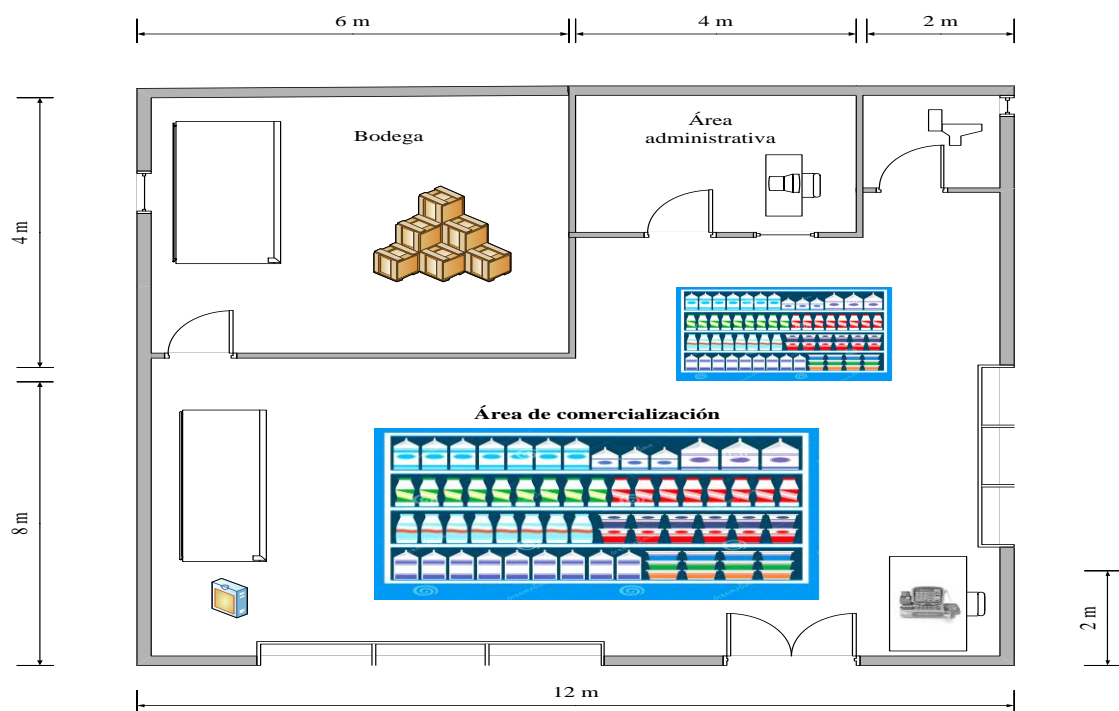 6 m
4 m
2 m
Bodega
Área
administrativa
4 m
Área de comercialización
8 m
2 m
12 m